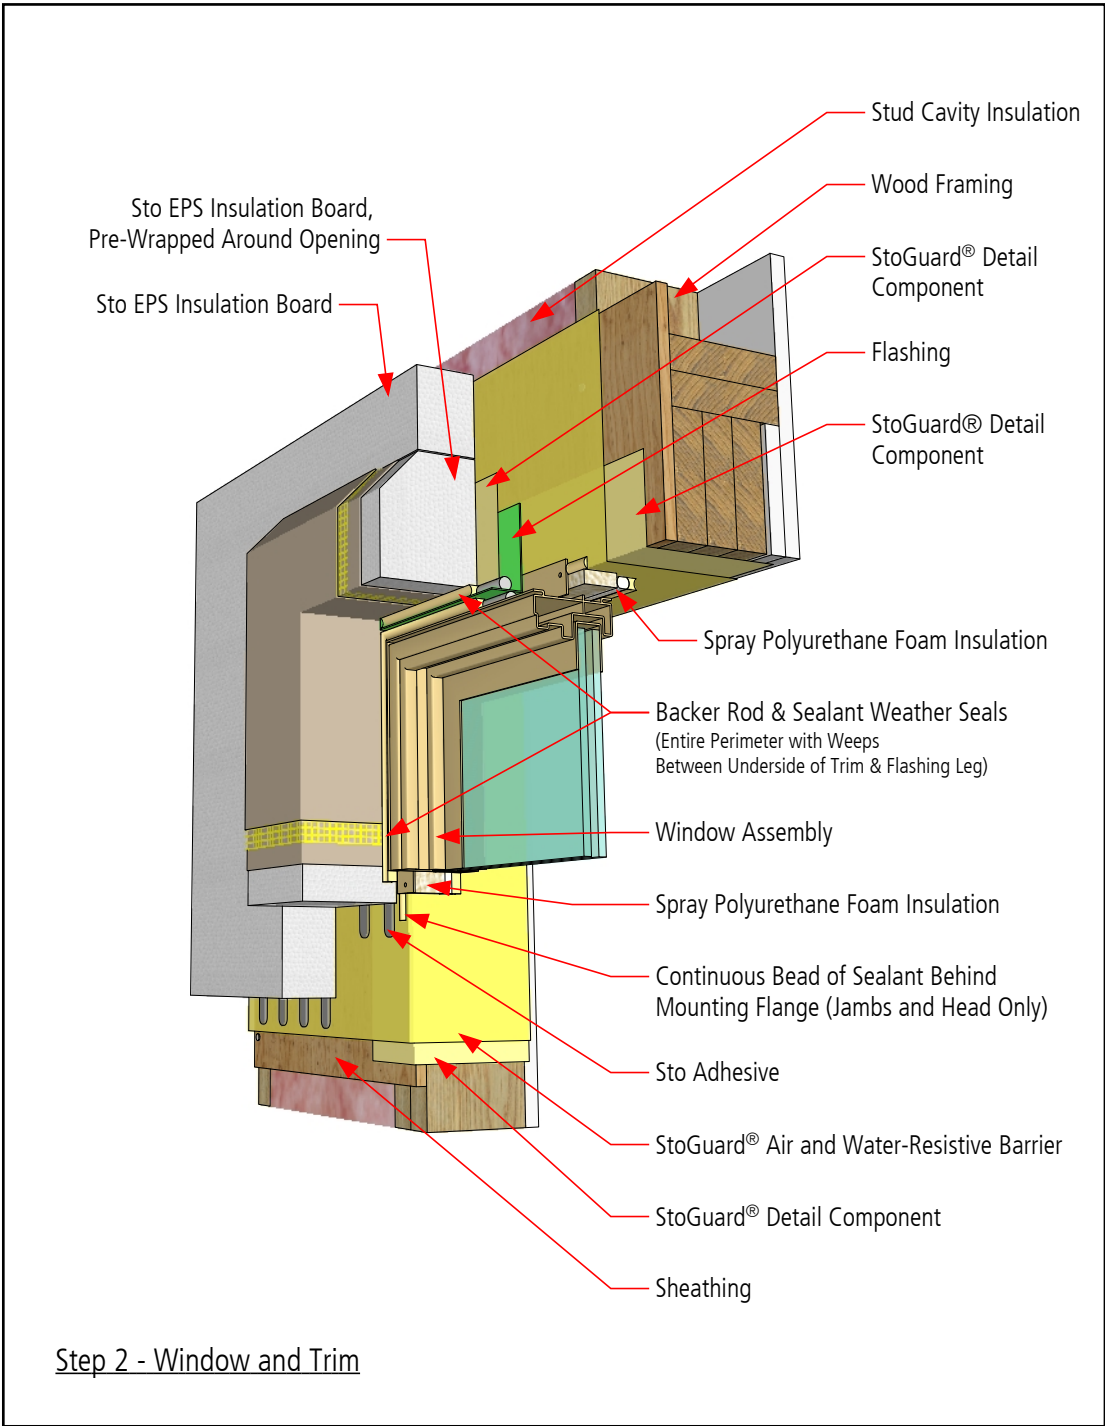 Stud Cavity Insulation
Wood Framing
Sto EPS Insulation Board,
Pre-Wrapped Around Opening
StoGuard® Detail
Component
Sto EPS Insulation Board
Flashing
StoGuard® Detail
Component
Spray Polyurethane Foam Insulation
Backer Rod & Sealant Weather Seals
(Entire Perimeter with Weeps
Between Underside of Trim & Flashing Leg)
Window Assembly
Spray Polyurethane Foam Insulation
Continuous Bead of Sealant Behind
Mounting Flange (Jambs and Head Only)
Sto Adhesive
StoGuard® Air and Water-Resistive Barrier
StoGuard® Detail Component
Sheathing
Step 2 - Window and Trim